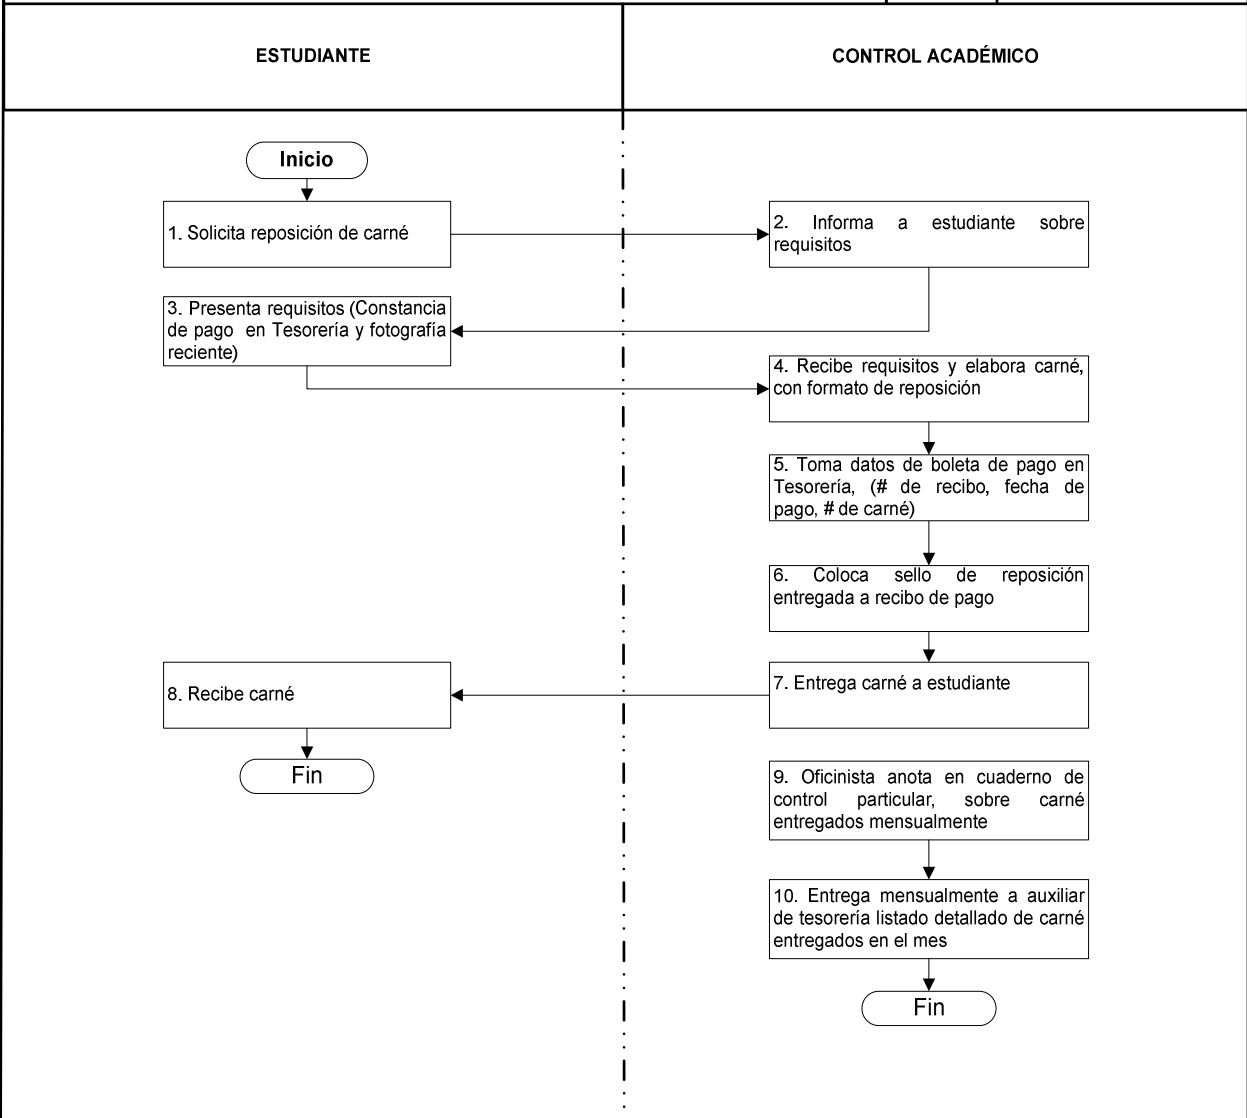 ESTUDIANTE
CONTROL ACADÉMICO
Inicio
1. Solicita reposición de carné
2. Informa a estudiante sobre
requisitos
3. Presenta requisitos (Constancia
de pago en Tesorería y fotografía
reciente)
4. Recibe requisitos y elabora carné,
con formato de reposición
5. Toma datos de boleta de pago en
Tesorería, (# de recibo, fecha de
pago, # de carné)
6. Coloca sello de reposición
entregada a recibo de pago
7. Entrega carné a estudiante
8. Recibe carné
Fin
9. Oficinista anota en cuaderno de
control particular, sobre carné
entregados mensualmente
10. Entrega mensualmente a auxiliar
de tesorería listado detallado de carné
entregados en el mes
Fin